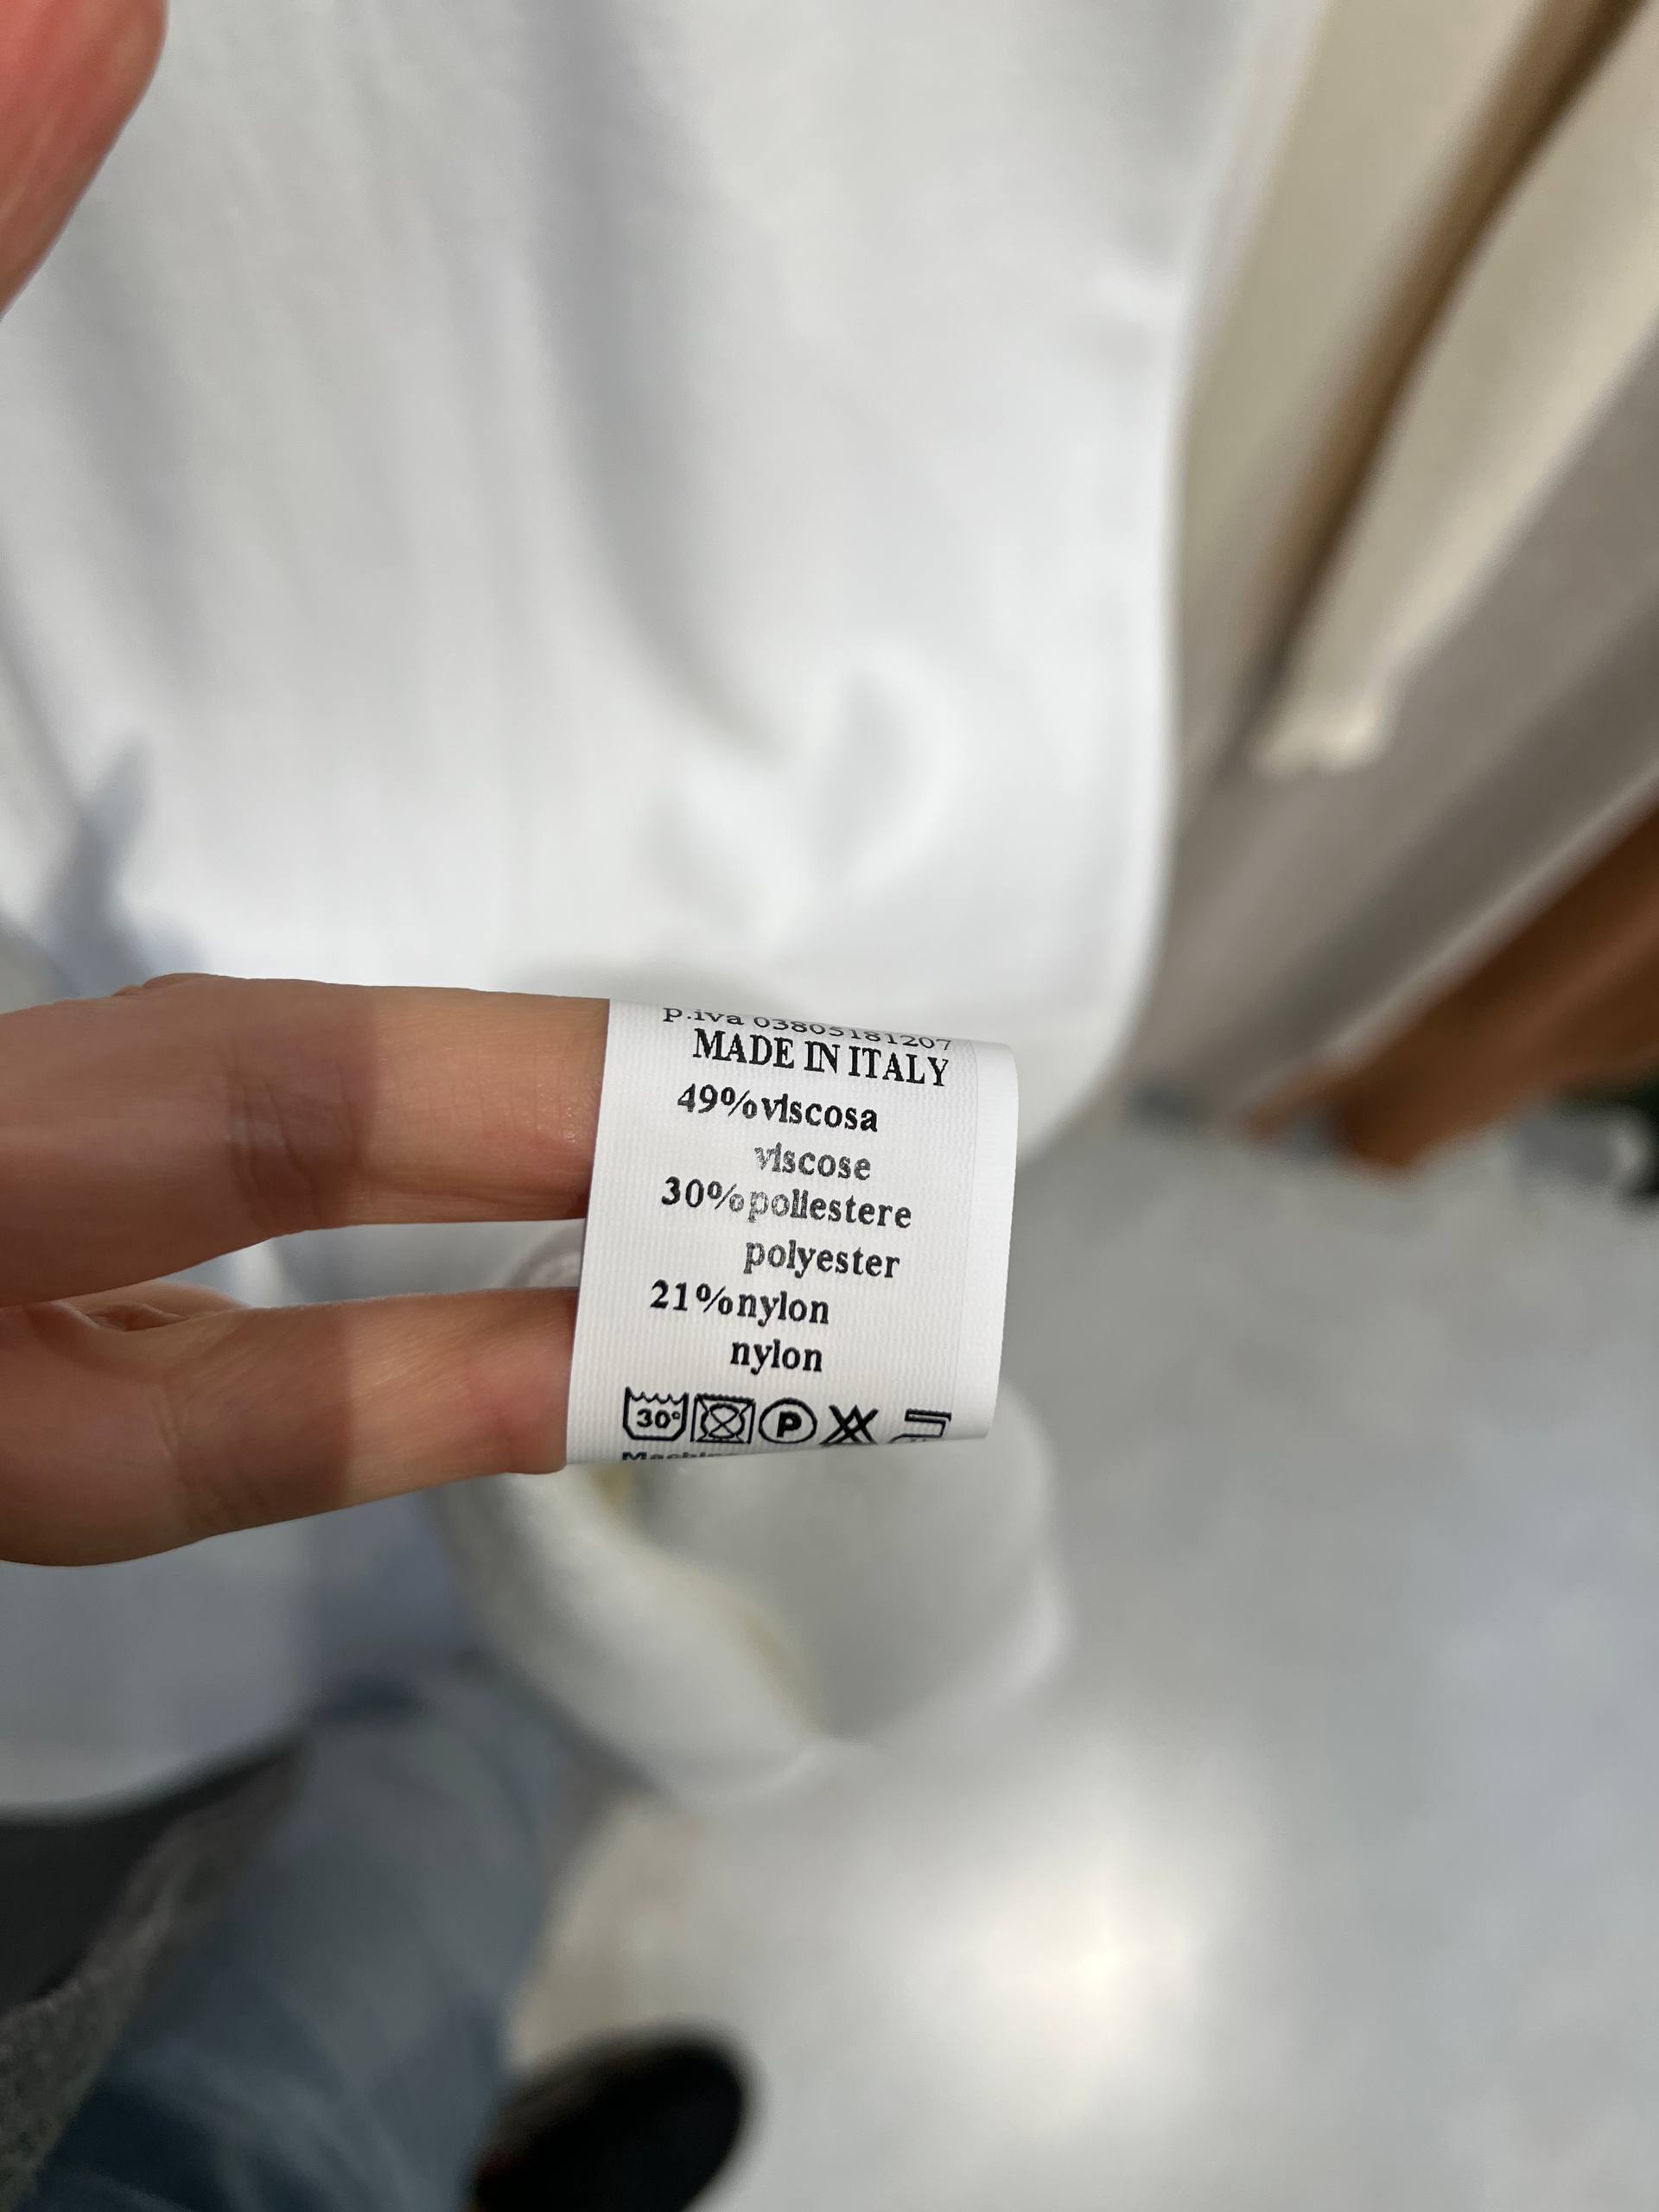 p.iva 03805181207
MADE IN ITALY
49%viscosa
viscose
30%poliestere
polyester
21%nylon
nylon
30° P